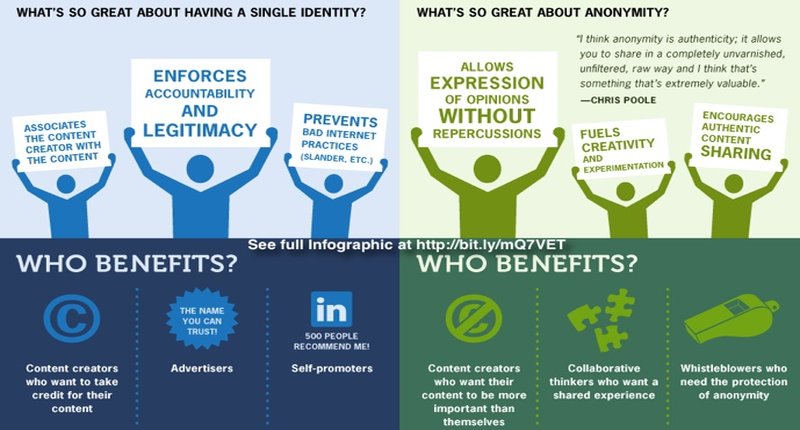 WHAT'S SO GREAT ABOUT HAVING A SINGLE IDENTITY?
ASSOCIATES
THE CONTENT
CREATOR WITH
THE CONTENT
ENFORCES
ACCOUNTABILITY
AND
LEGITIMACY
PREVENTS
BAD INTERNET
PRACTICES
(SLANDER, ETC.)
WHAT'S SO GREAT ABOUT ANONYMITY?
"I think anonymity is authenticity; it allows
you to share in a completely unvarnished,
unfiltered, raw way and I think that's
something that's extremely valuable."
—CHRIS POOLE
ALLOWS
EXPRESSION
OF OPINIONS
WITHOUT
REPERCUSSIONS
FUELS
CREATIVITY
AND
EXPERIMENTATION
ENCOURAGES
AUTHENTIC
CONTENT
SHARING
See full Infographic at http://bit.ly/mQ7VET
WHO BENEFITS?
©
Content creators
who want to take
credit for their
content
THE NAME
YOU CAN
TRUST!
Advertisers
in
500 PEOPLE
RECOMMEND ME!
Self-promoters
WHO BENEFITS?
Content creators
who want their
content to be more
important than
themselves
Collaborative
thinkers who want a
shared experience
Whistleblowers who
need the protection
of anonymity